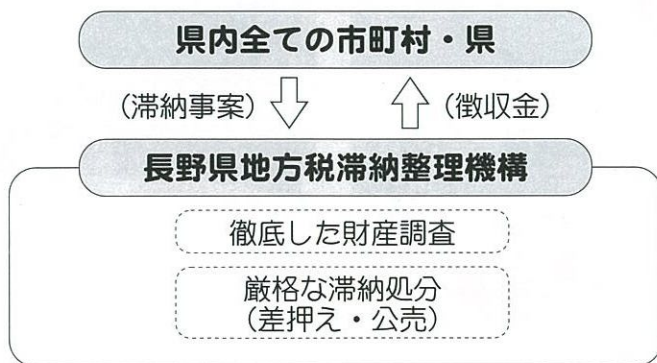 県内全ての市町村・県
(滞納事案)
(徴収金)
長野県地方税滞納整理機構
徹底した財産調査
厳格な滞納処分
(差押え・公売)